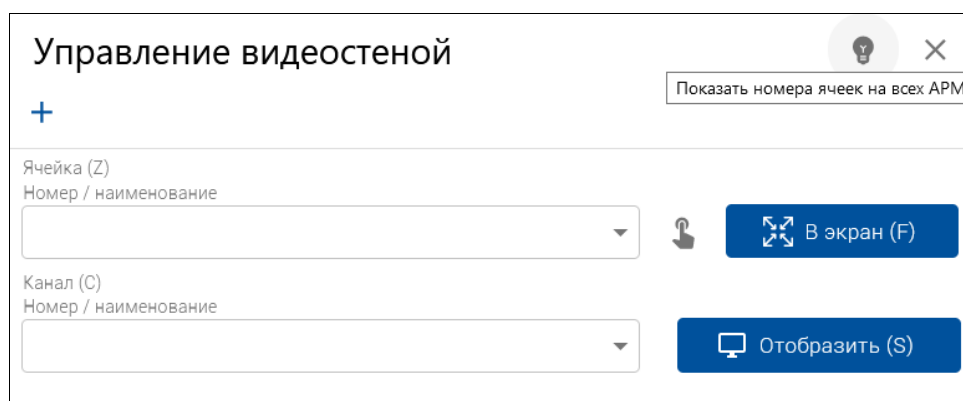 Управление видеостеной
Показать номера ячеек на всех АРМ
Ячейка (Z)
Номер / наименование
В экран (F)
Канал (C)
Номер / наименование
Отобразить (S)